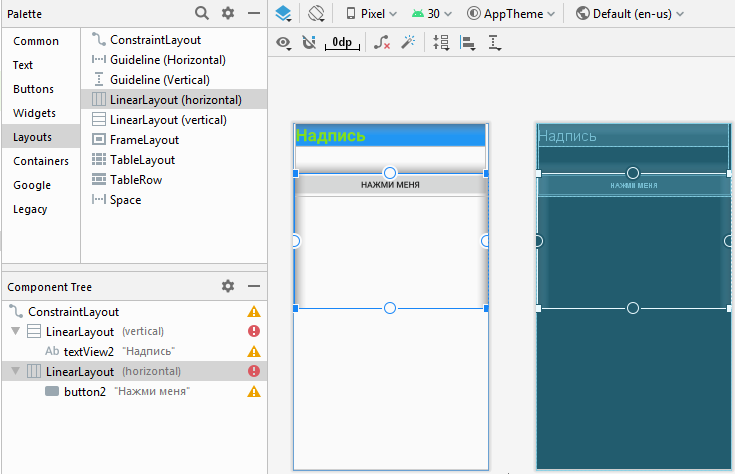 Palette
Pixel 30 AppTheme Default (en-us)
0dp
Common
Text
Buttons
Widgets
Layouts
Containers
Google
Legacy
ConstraintLayout
Guideline (Horizontal)
Guideline (Vertical)
LinearLayout (horizontal)
LinearLayout (vertical)
FrameLayout
TableLayout
TableRow
Space
Component Tree
ConstraintLayout
LinearLayout (vertical)
Ab textView2 "Надпись"
LinearLayout (horizontal)
button2 "Нажми меня"
Надпись
НАЖМИ МЕНЯ
Надпись
НАЖМИ МЕНЯ